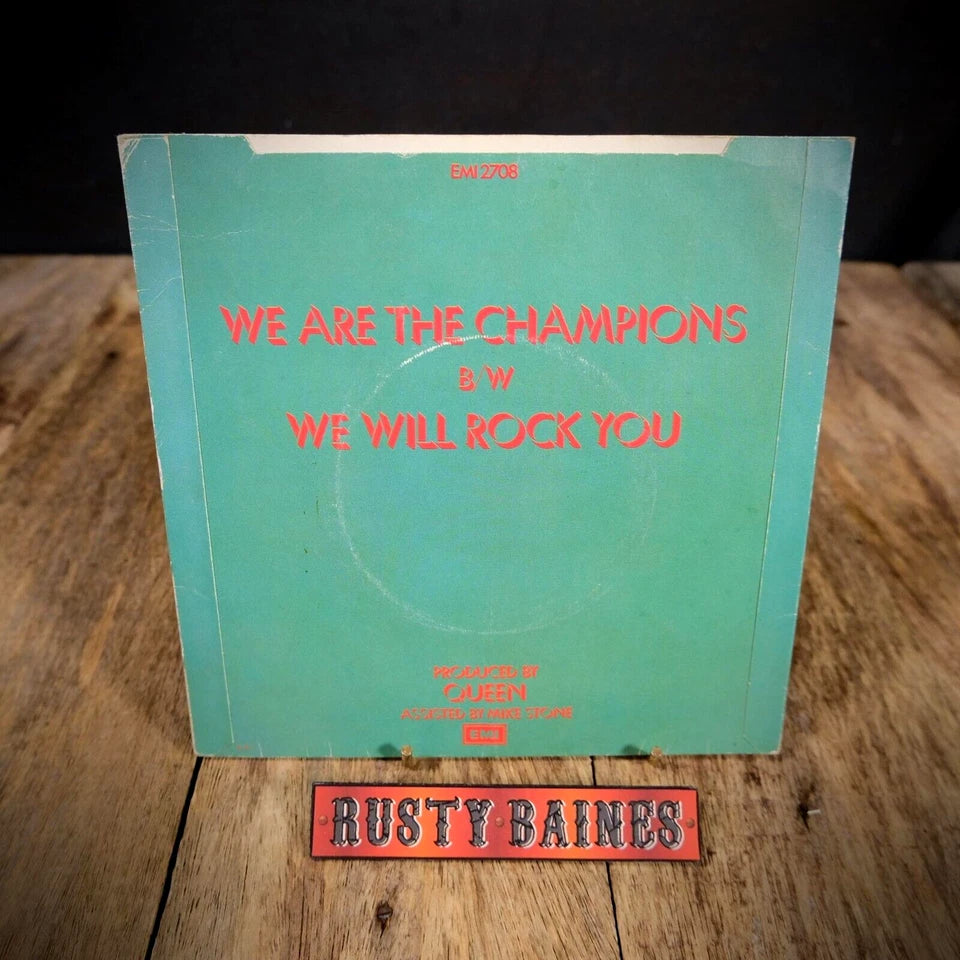 EMI 2708
WE ARE THE CHAMPIONS
B/W
WE WILL ROCK YOU
PRODUCED BY
QUEEN
ASSISTED BY MIKE STONE
EMI
RUSTY BAINES